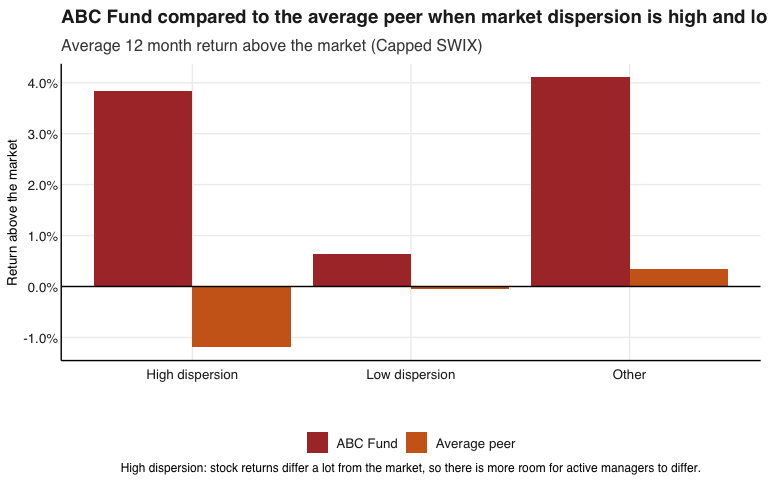 ABC Fund compared to the average peer when market dispersion is high and lo
Average 12 month return above the market (Capped SWIX)
Return above the market
4.0%
3.0%
2.0%
1.0%
0.0%
-1.0%
High dispersion Low dispersion Other
ABC Fund Average peer
High dispersion: stock returns differ a lot from the market, so there is more room for active managers to differ.